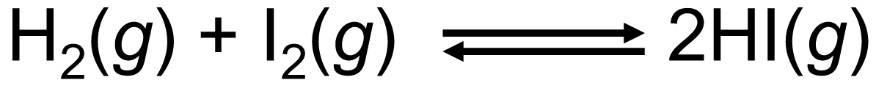 H₂(g) + I₂(g) ⇌ 2HI(g)